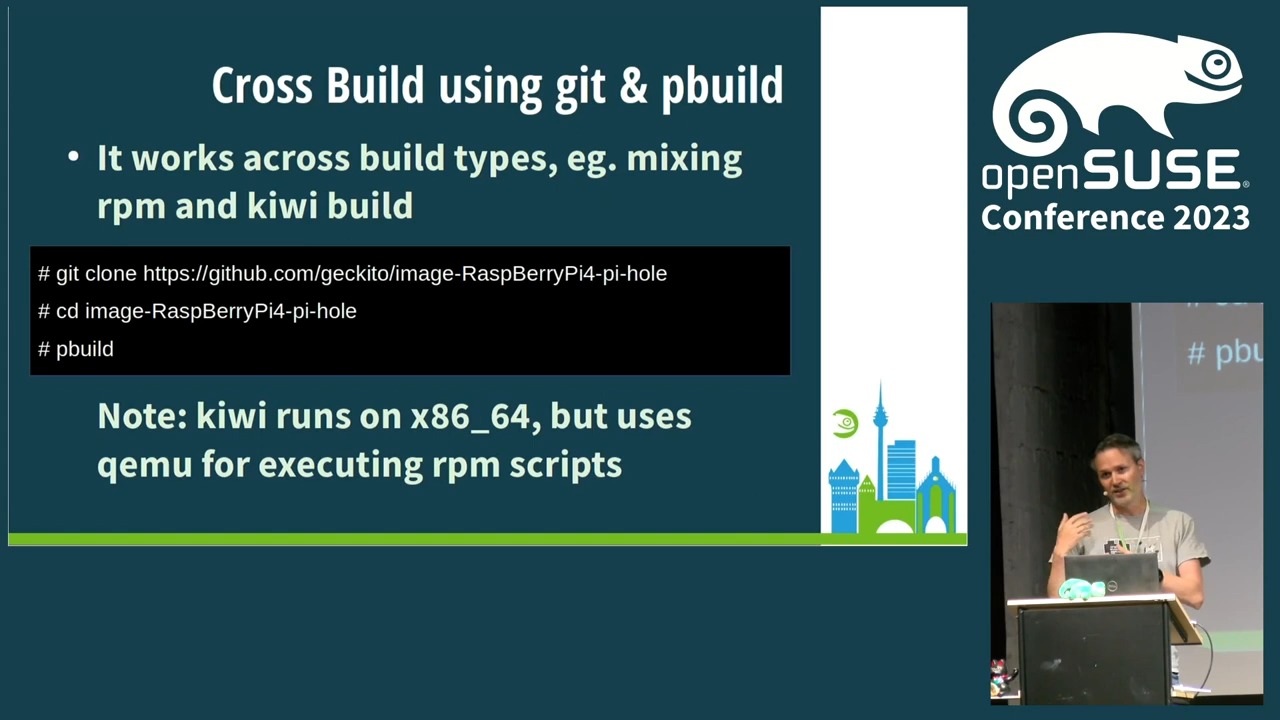 Cross Build using git & pbuild
• It works across build types, eg. mixing
rpm and kiwi build
# git clone https://github.com/geckito/image-RaspBerryPi4-pi-hole
# cd image-RaspBerryPi4-pi-hole
# pbuild
Note: kiwi runs on x86_64, but uses
qemu for executing rpm scripts
openSUSE®
Conference 2023
# pbu